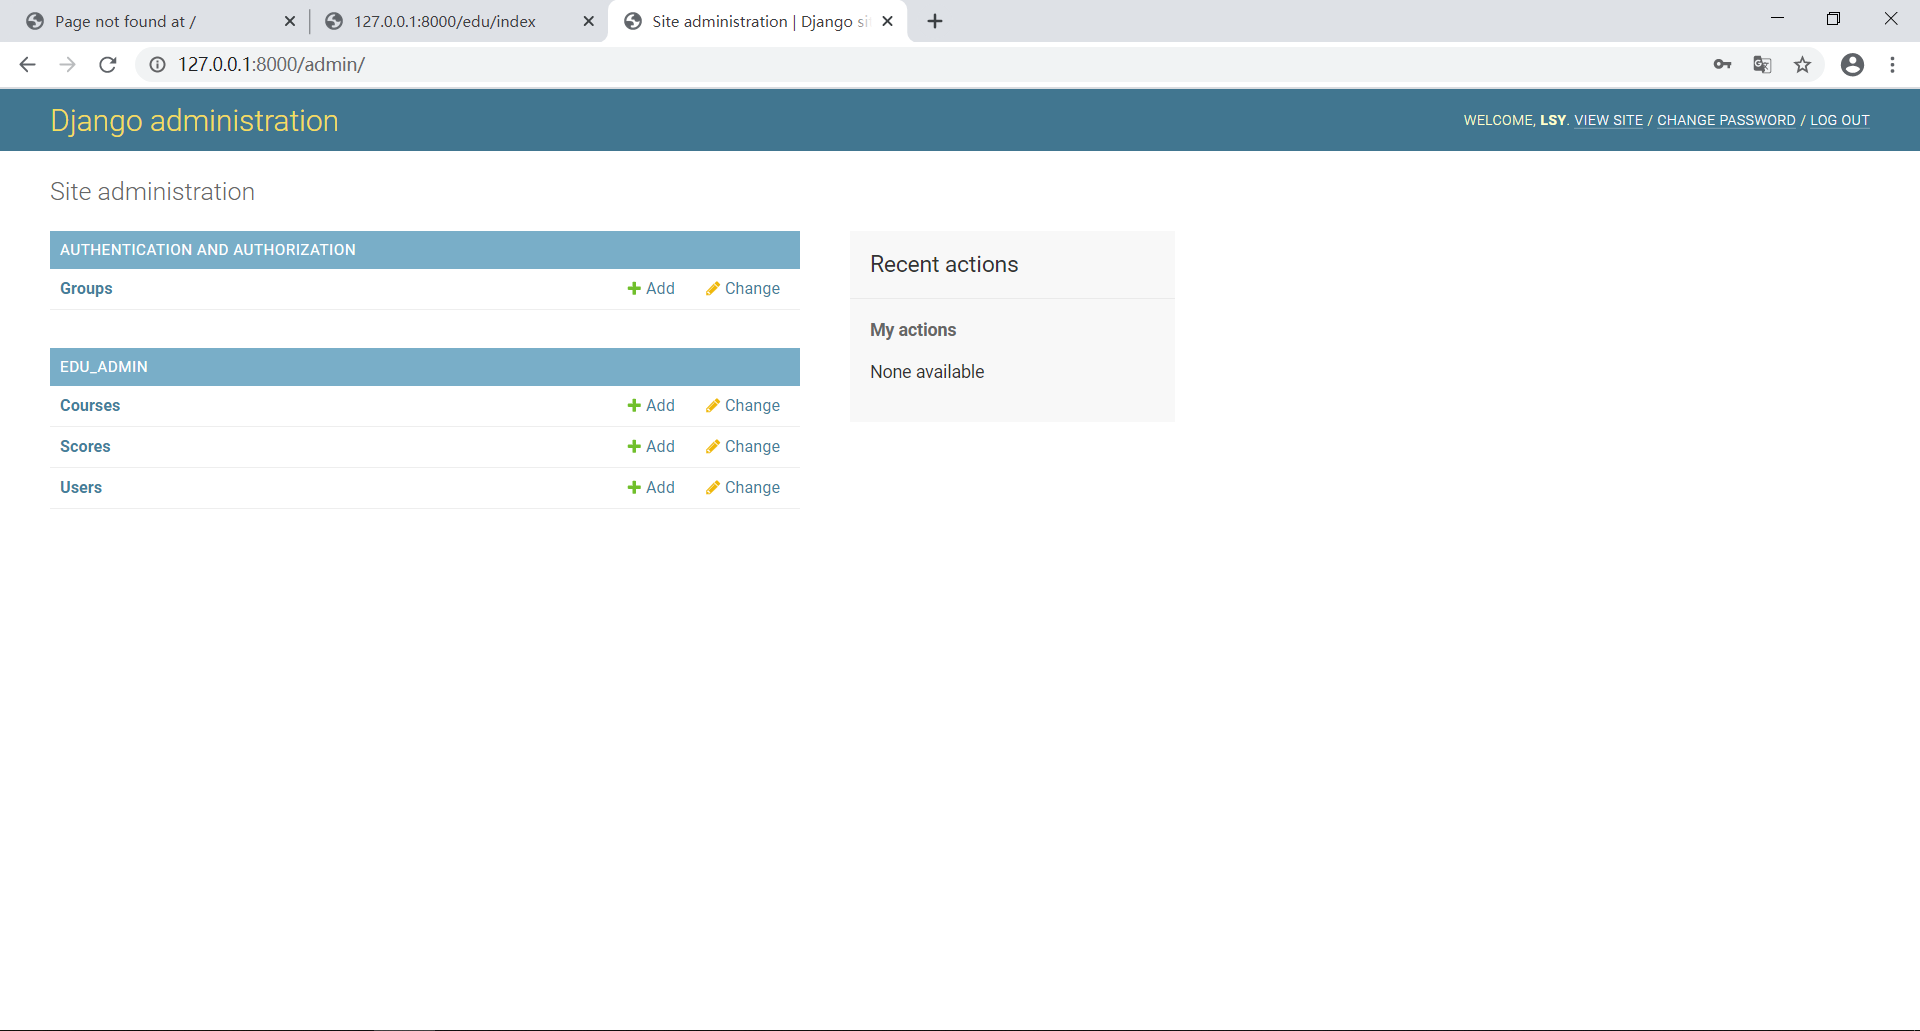 Page not found at /
127.0.0.1:8000/edu/index
Site administration | Django si
127.0.0.1:8000/admin/
Django administration
WELCOME, LSY. VIEW SITE / CHANGE PASSWORD / LOG OUT
Site administration
AUTHENTICATION AND AUTHORIZATION
Groups Add Change
EDU_ADMIN
Courses Add Change
Scores Add Change
Users Add Change
Recent actions
My actions
None available